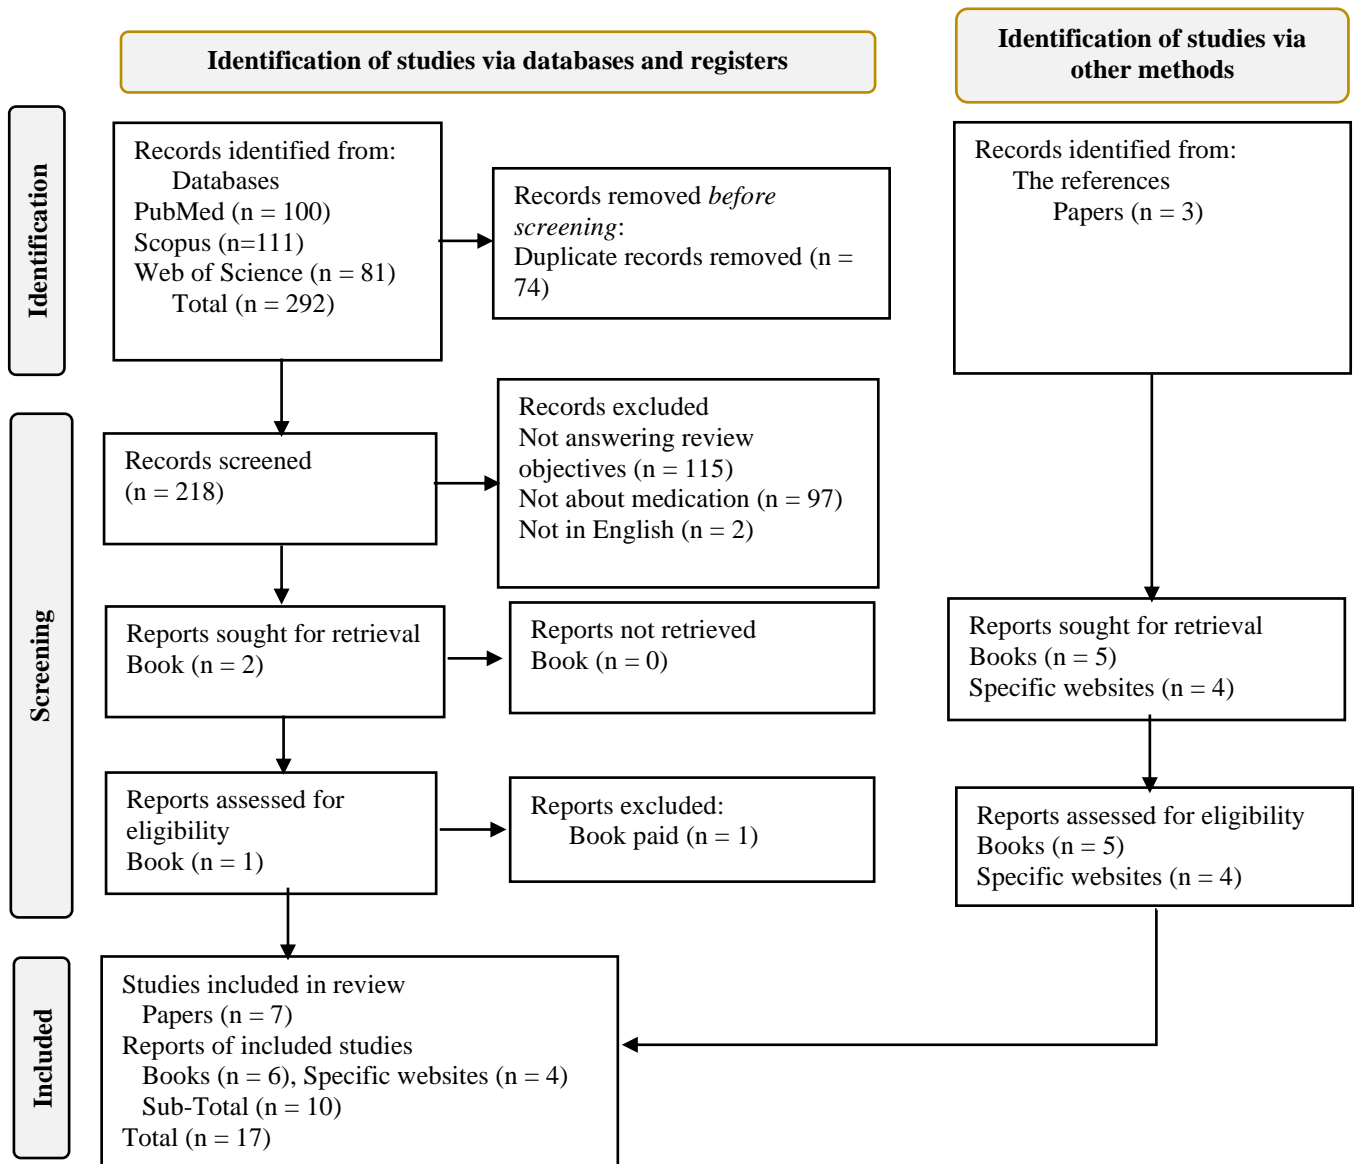 Identification of studies via databases and registers
Identification of studies via
other methods
Identification
Records identified from:
Databases
PubMed (n = 100)
Scopus (n=111)
Web of Science (n = 81)
Total (n = 292)
Records removed before
screening:
Duplicate records removed (n =
74)
Records identified from:
The references
Papers (n = 3)
Screening
Records screened
(n = 218)
Records excluded
Not answering review
objectives (n = 115)
Not about medication (n = 97)
Not in English (n = 2)
Reports sought for retrieval
Book (n = 2)
Reports not retrieved
Book (n = 0)
Reports sought for retrieval
Books (n = 5)
Specific websites (n = 4)
Reports assessed for
eligibility
Book (n = 1)
Reports excluded:
Book paid (n = 1)
Reports assessed for eligibility
Books (n = 5)
Specific websites (n = 4)
Included
Studies included in review
Papers (n = 7)
Reports of included studies
Books (n = 6), Specific websites (n = 4)
Sub-Total (n = 10)
Total (n = 17)